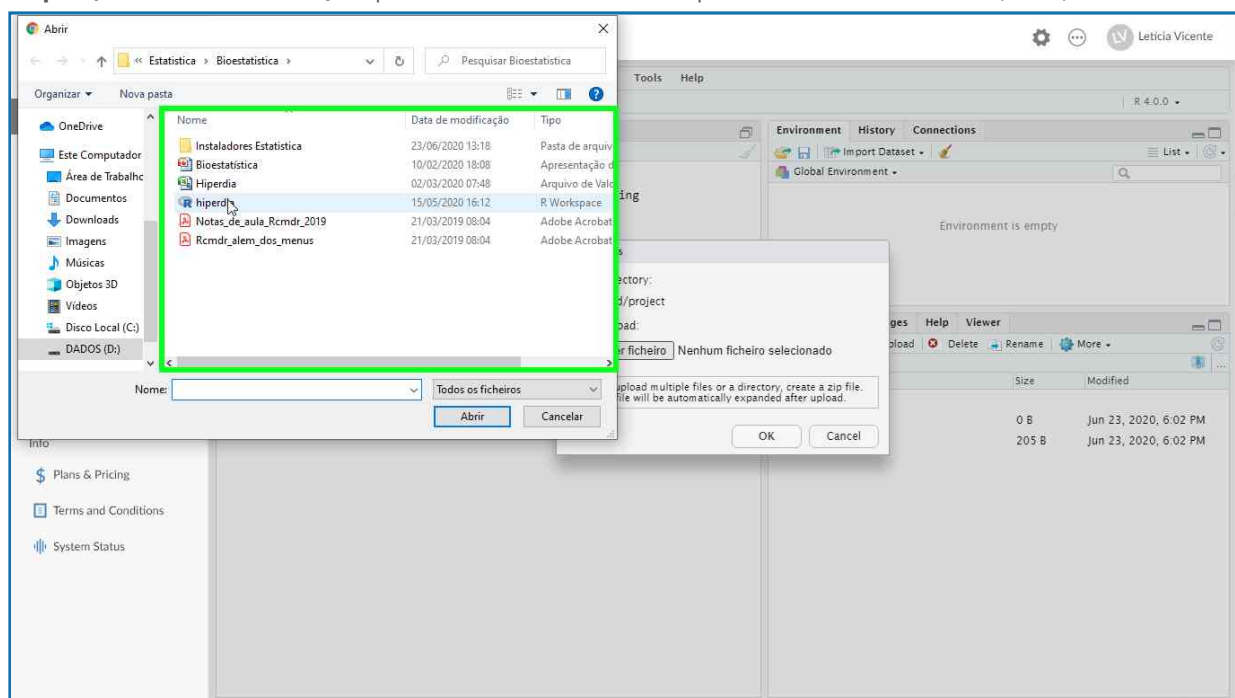 Abrir
Letícia Vicente
« Estatistica › Bioestatistica ›
Pesquisar Bioestatistica
Tools Help
Organizar Nova pasta
R 4.0.0
Nome Data de modificação Tipo
OneDrive
Environment History Connections
Instaladores Estatistica 23/06/2020 13:18 Pasta de arquiv
Este Computador
Import Dataset List
Bioestatística 10/02/2020 18:08 Apresentação d
Área de Trabalho
Global Environment
Hiperdia 02/03/2020 07:48 Arquivo de Valo
Documentos
hiperdia 15/05/2020 16:12 R Workspace
ing
Downloads
Notas_de_aula_Rcmdr_2019 21/03/2019 08:04 Adobe Acrobat
Environment is empty
Imagens
Rcmdr_alem_dos_menus 21/03/2019 08:04 Adobe Acrobat
Músicas
Objetos 3D
ectory:
Vídeos
d/project
Disco Local (C:)
oad:
ges Help Viewer
DADOS (D:)
er ficheiro Nenhum ficheiro selecionado
pload Delete Rename More
Size Modified
Nome: Todos os ficheiros
upload multiple files or a directory, create a zip file.
file will be automatically expanded after upload.
Abrir Cancelar
0 B Jun 23, 2020, 6:02 PM
OK Cancel
205 B Jun 23, 2020, 6:02 PM
Info
Plans & Pricing
Terms and Conditions
System Status